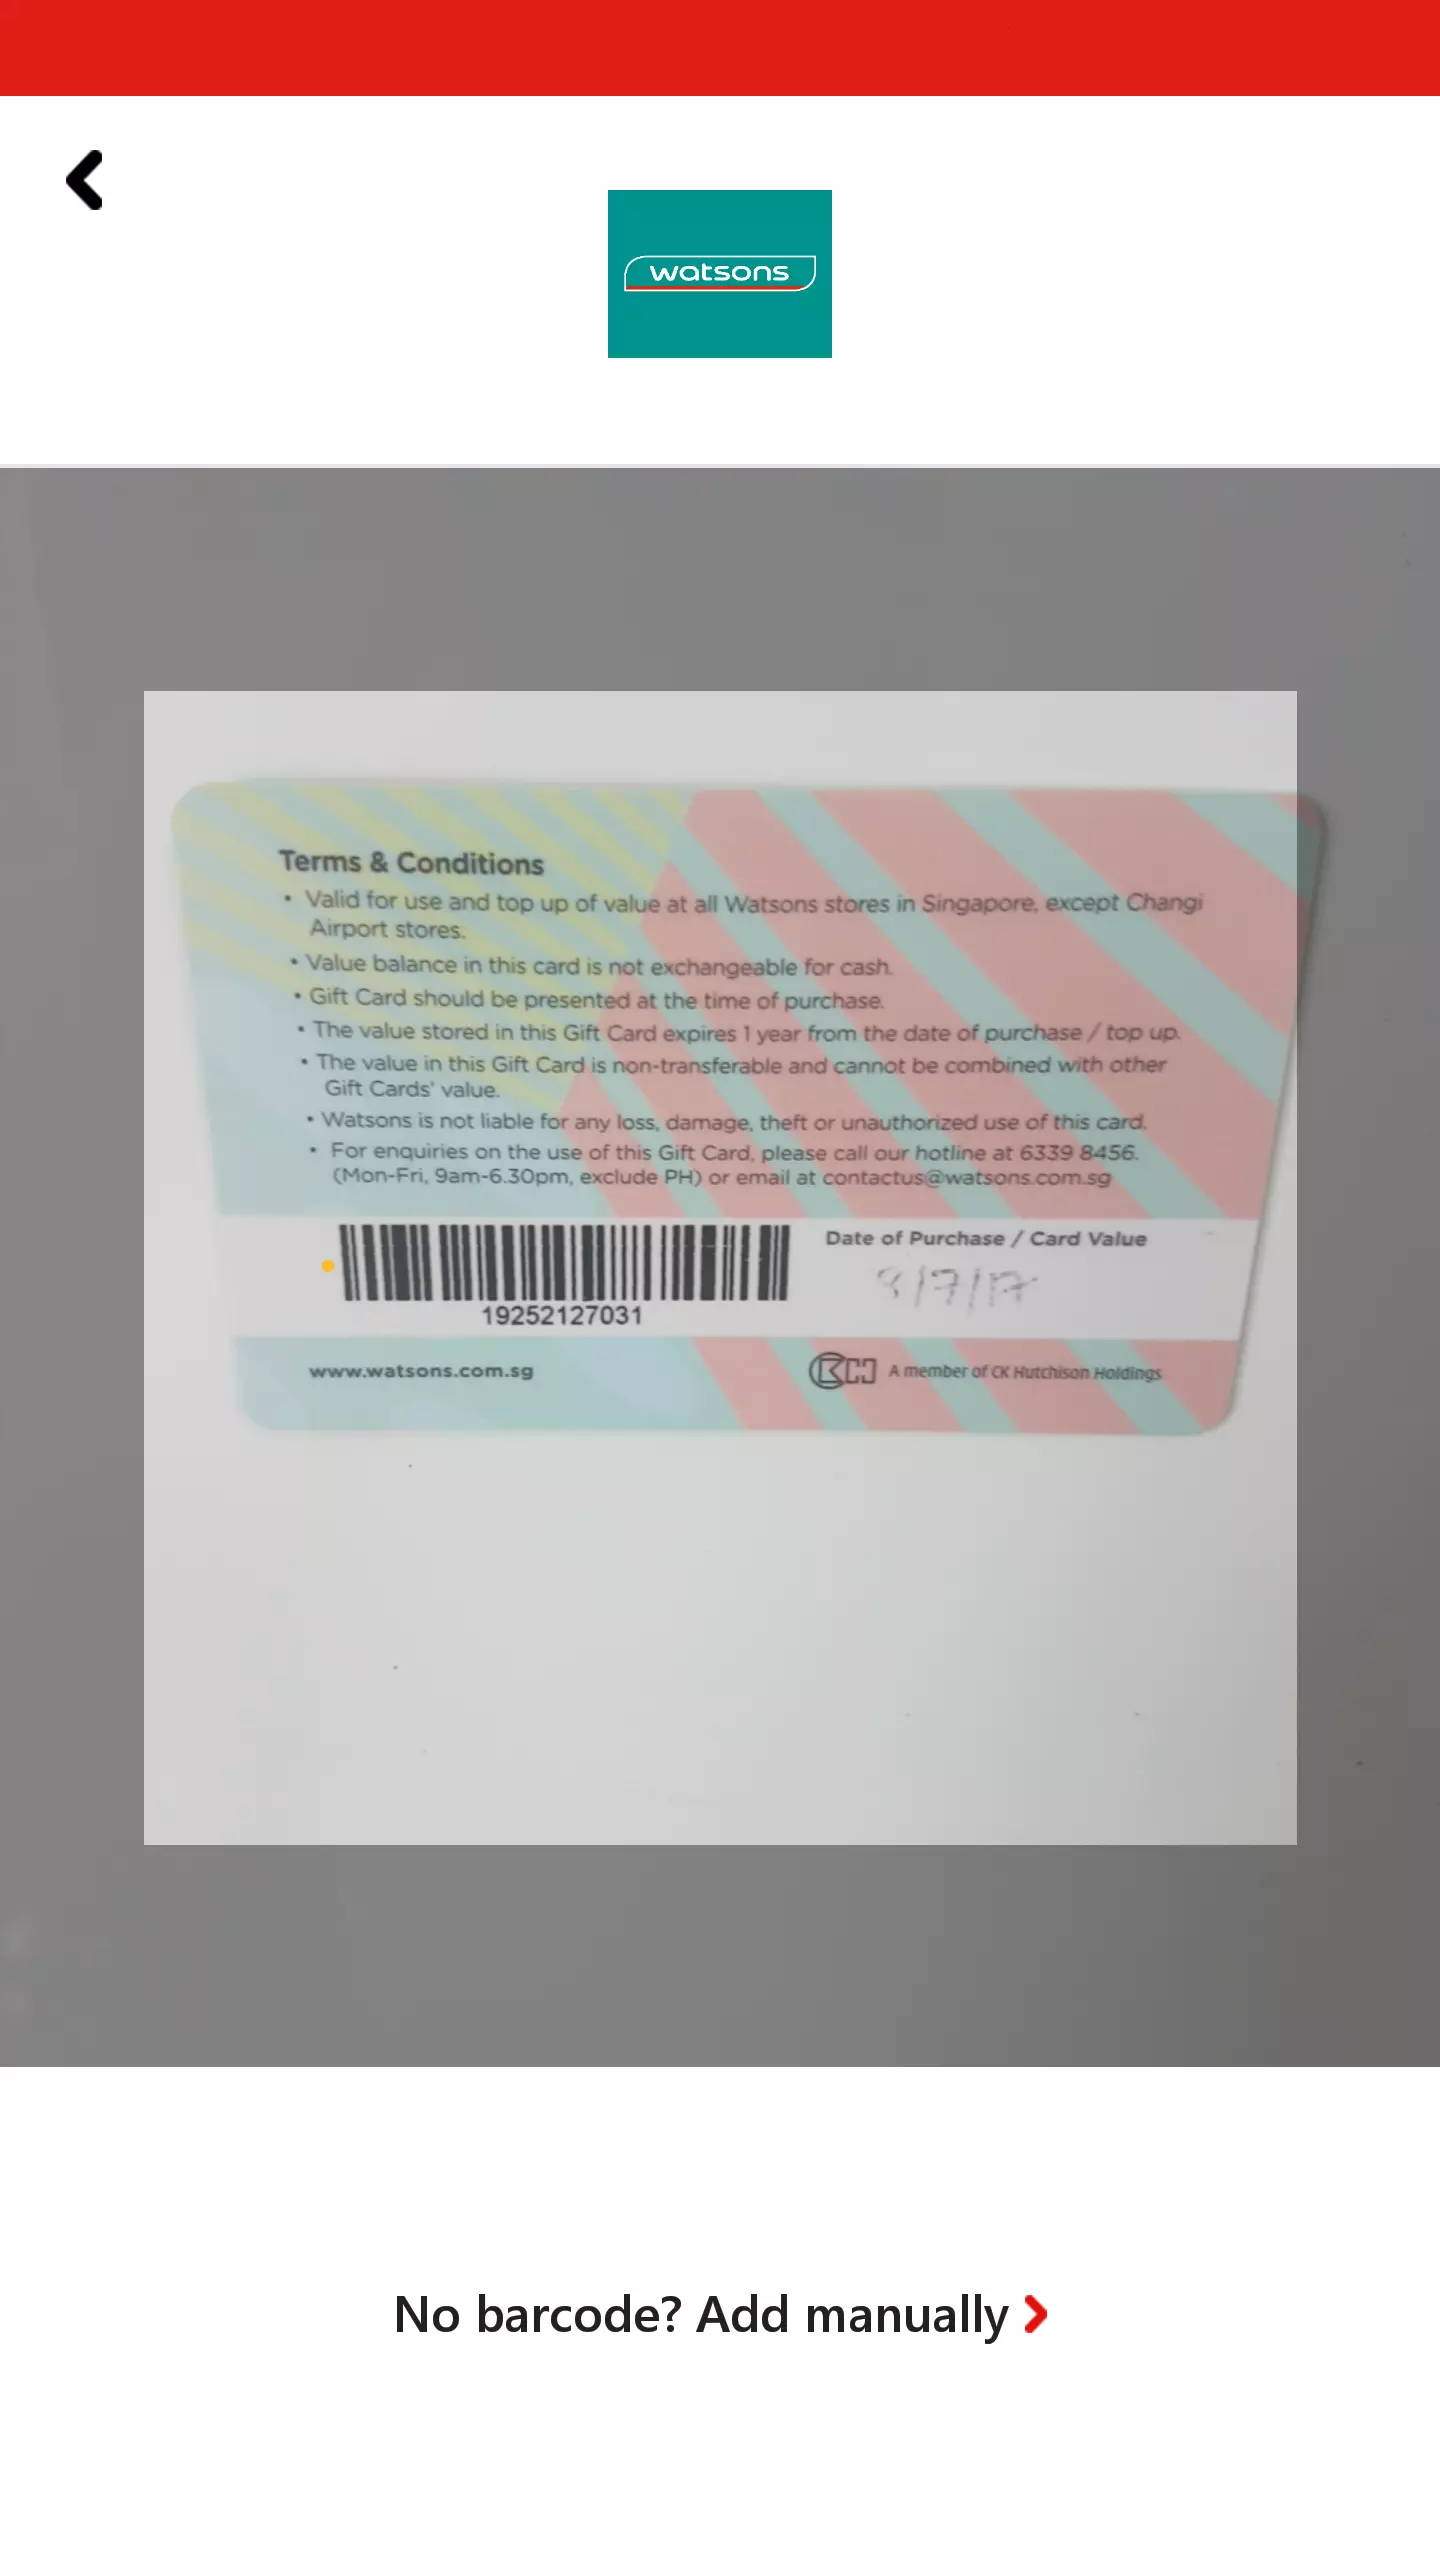 watsons
Terms & Conditions
• Valid for use and top up of value at all Watsons stores in Singapore, except Changi
Airport stores.
• Value balance in this card is not exchangeable for cash.
• Gift Card should be presented at the time of purchase.
• The value stored in this Gift Card expires 1 year from the date of purchase / top up.
• The value in this Gift Card is non-transferable and cannot be combined with other
Gift Cards' value.
• Watsons is not liable for any loss, damage, theft or unauthorized use of this card.
• For enquiries on the use of this Gift Card, please call our hotline at 6339 8456.
(Mon-Fri, 9am-6.30pm, exclude PH) or email at contactus@watsons.com.sg
Date of Purchase / Card Value
8/7/17
19252127031
www.watsons.com.sg
CKH A member of CK Hutchison Holdings
No barcode? Add manually